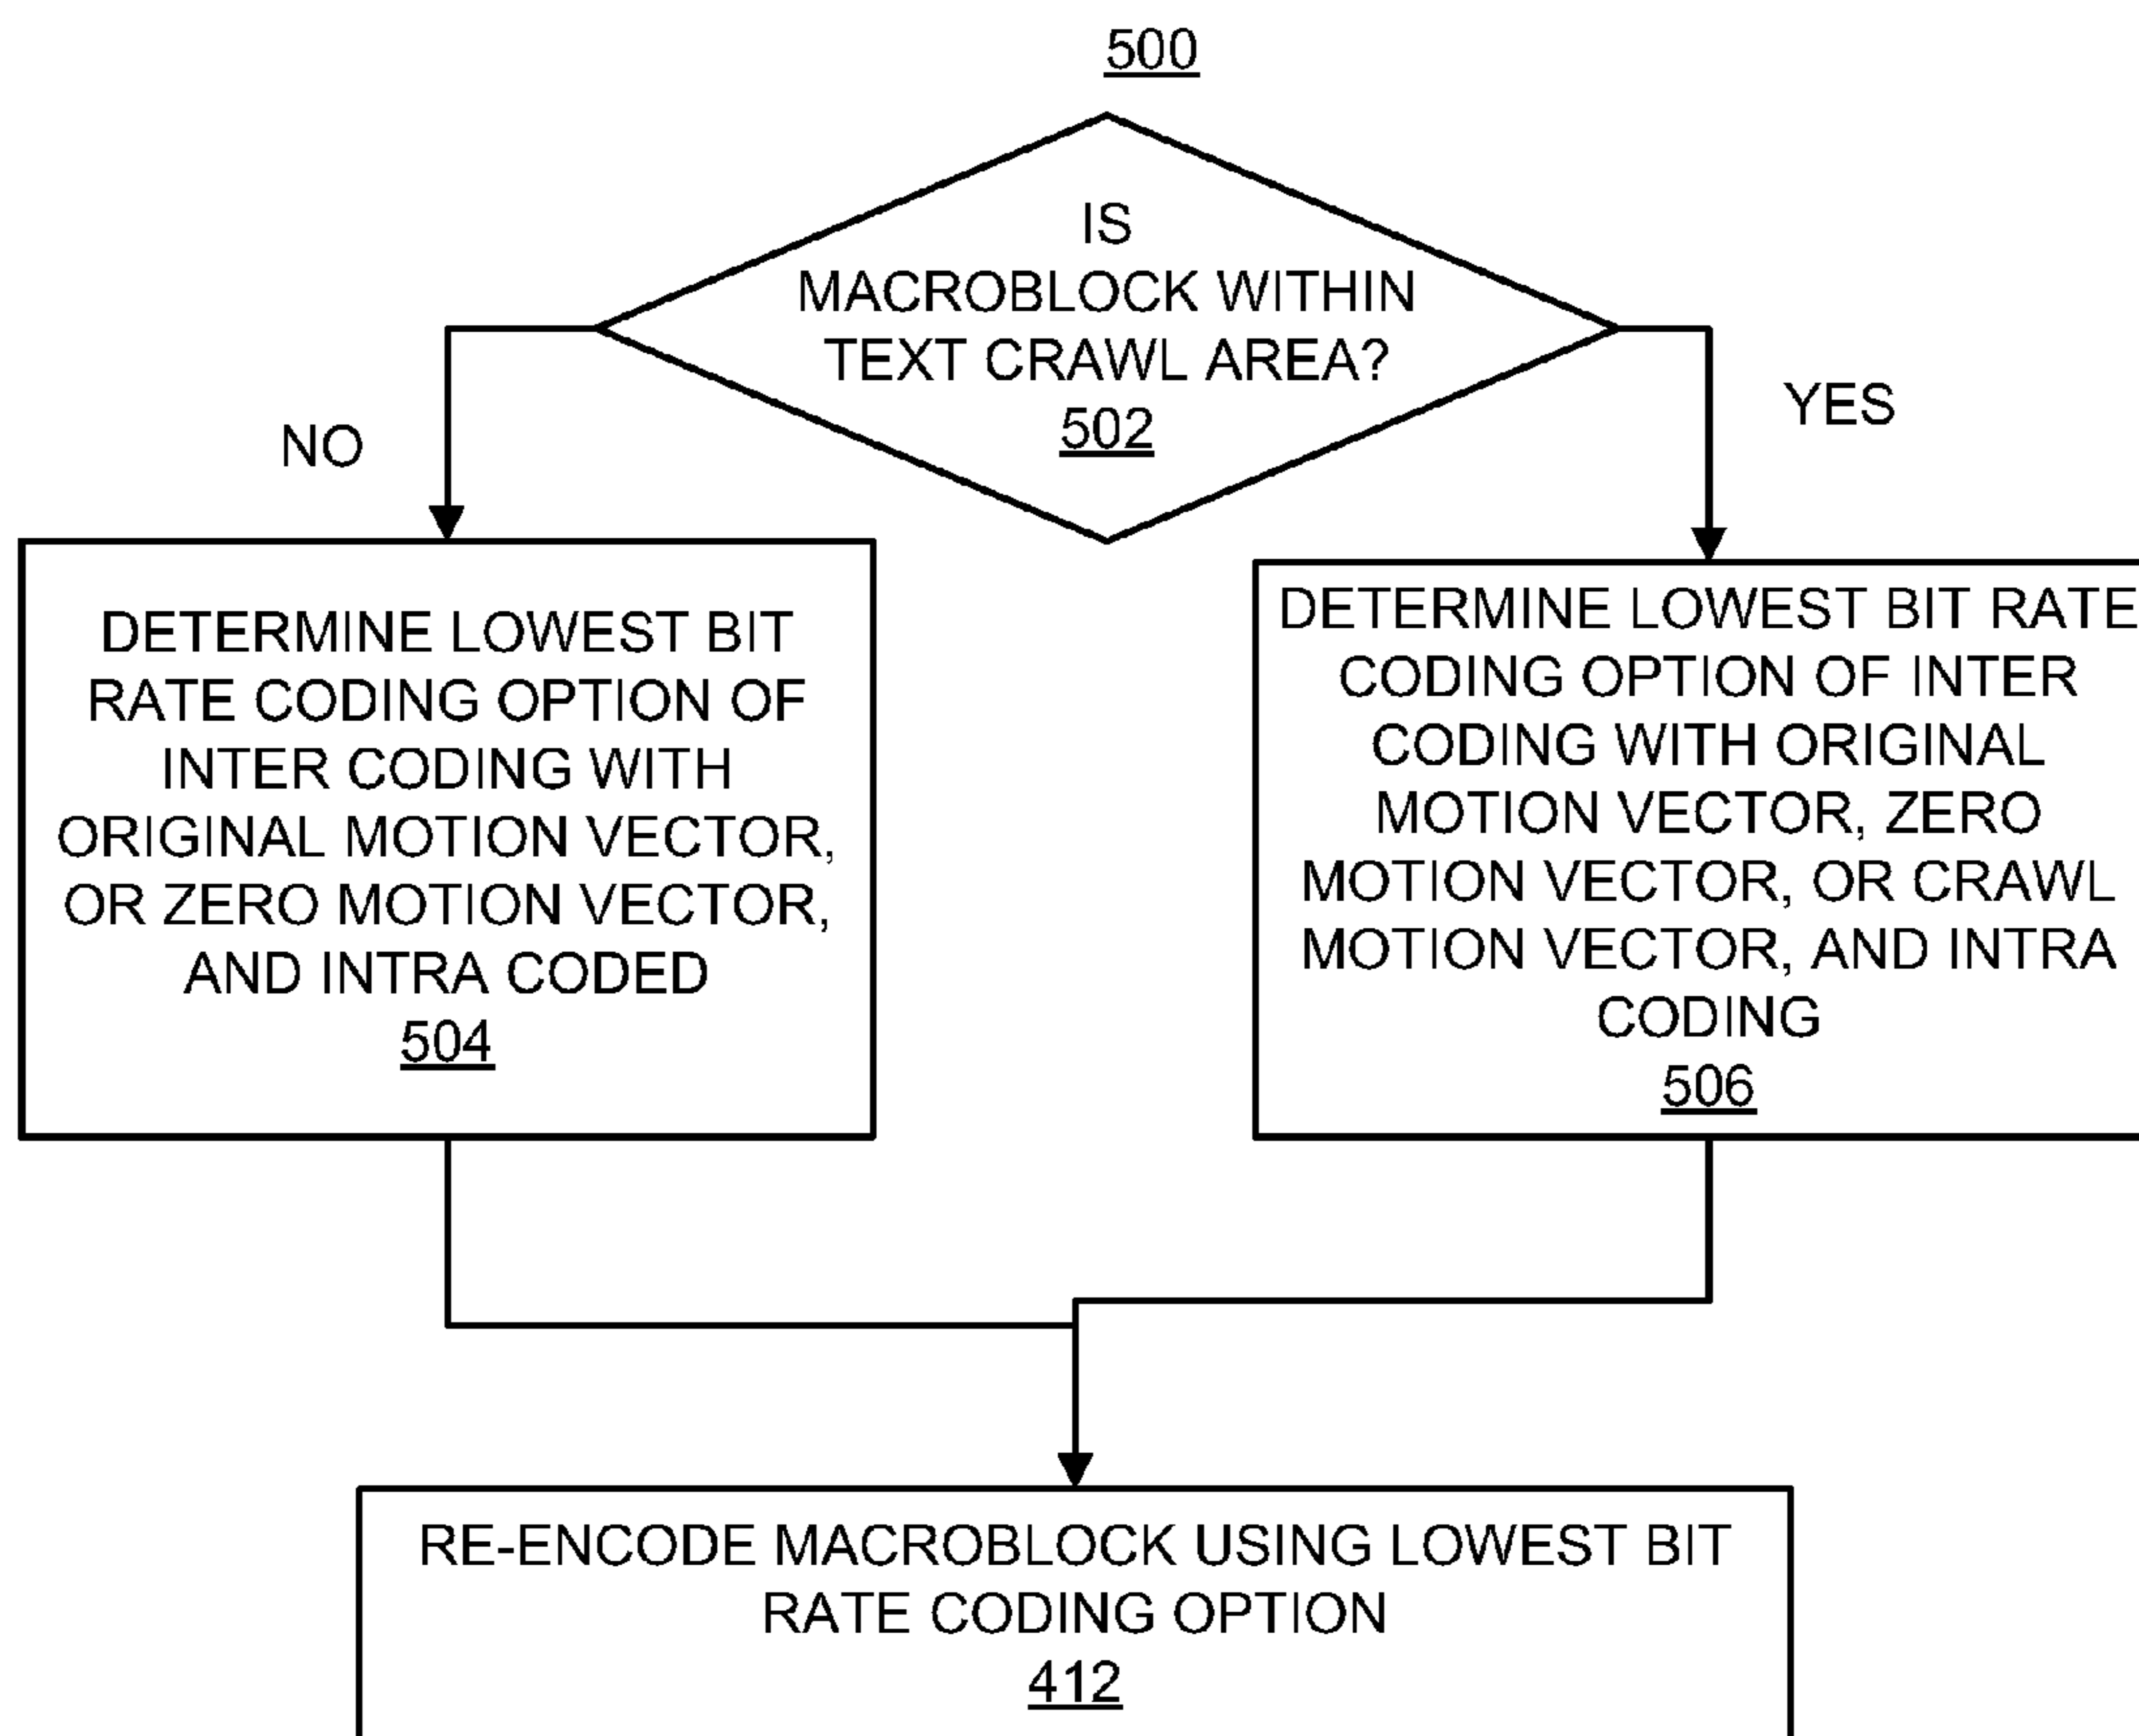 500
IS
MACROBLOCK WITHIN
TEXT CRAWL AREA?
502
NO
YES
DETERMINE LOWEST BIT
RATE CODING OPTION OF
INTER CODING WITH
ORIGINAL MOTION VECTOR,
OR ZERO MOTION VECTOR,
AND INTRA CODED
504
DETERMINE LOWEST BIT RATE
CODING OPTION OF INTER
CODING WITH ORIGINAL
MOTION VECTOR, ZERO
MOTION VECTOR, OR CRAWL
MOTION VECTOR, AND INTRA
CODING
506
RE-ENCODE MACROBLOCK USING LOWEST BIT
RATE CODING OPTION
412